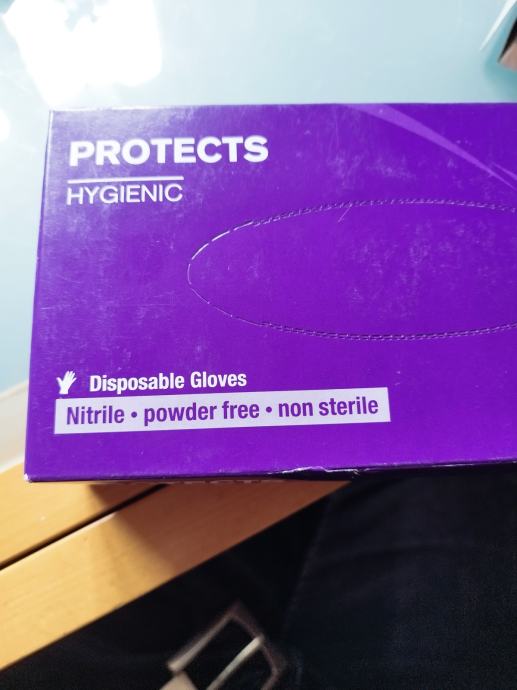 PROTECTS
HYGIENIC
Disposable Gloves
Nitrile • powder free • non sterile